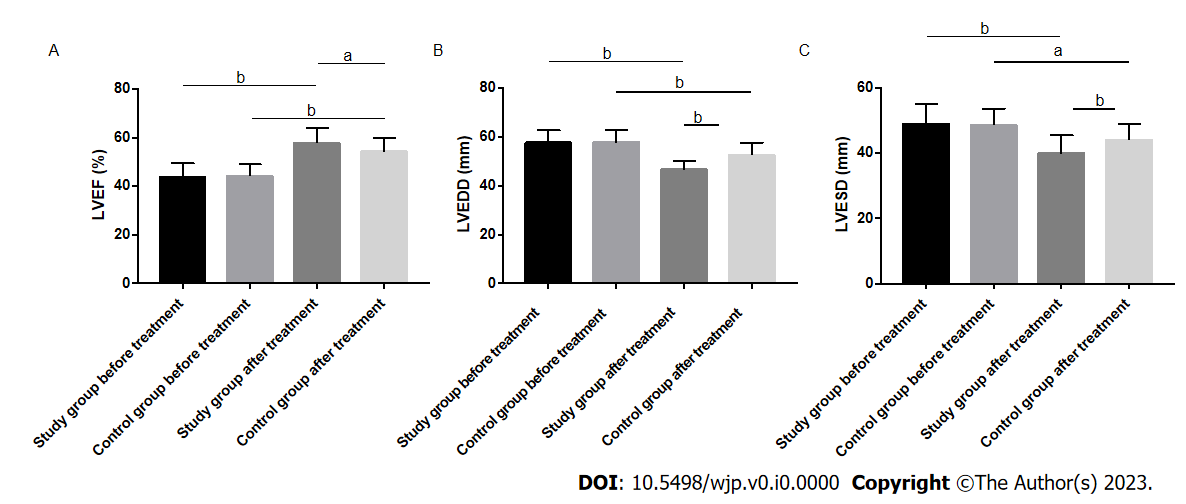 A
LVEF (%)
80
60
40
20
0
a
b
b
Study group before treatment
Control group before treatment
Study group after treatment
Control group after treatment
B
LVEDD (mm)
80
60
40
20
0
b
b
b
Study group before treatment
Control group before treatment
Study group after treatment
Control group after treatment
C
LVESD (mm)
60
40
20
0
b
a
b
Study group before treatment
Control group before treatment
Study group after treatment
Control group after treatment
DOI: 10.5498/wjp.v0.i0.0000 Copyright ©The Author(s) 2023.